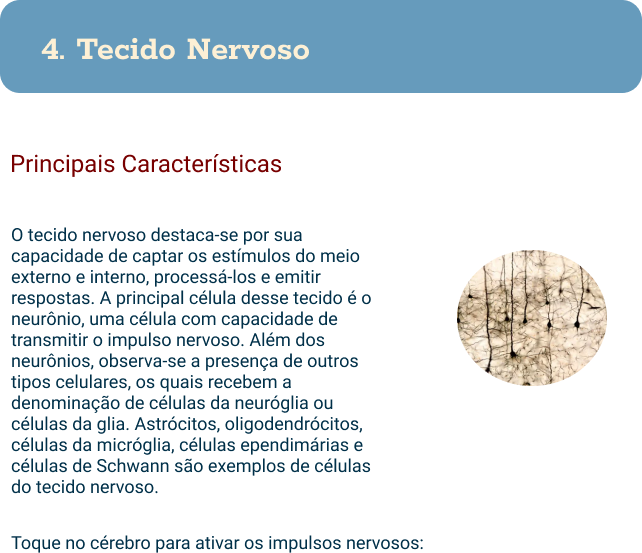 4. Tecido Nervoso
Principais Características
O tecido nervoso destaca-se por sua
capacidade de captar os estímulos do meio
externo e interno, processá-los e emitir
respostas. A principal célula desse tecido é o
neurônio, uma célula com capacidade de
transmitir o impulso nervoso. Além dos
neurônios, observa-se a presença de outros
tipos celulares, os quais recebem a
denominação de células da neuróglia ou
células da glia. Astrócitos, oligodendrócitos,
células da micróglia, células ependimárias e
células de Schwann são exemplos de células
do tecido nervoso.
Toque no cérebro para ativar os impulsos nervosos: